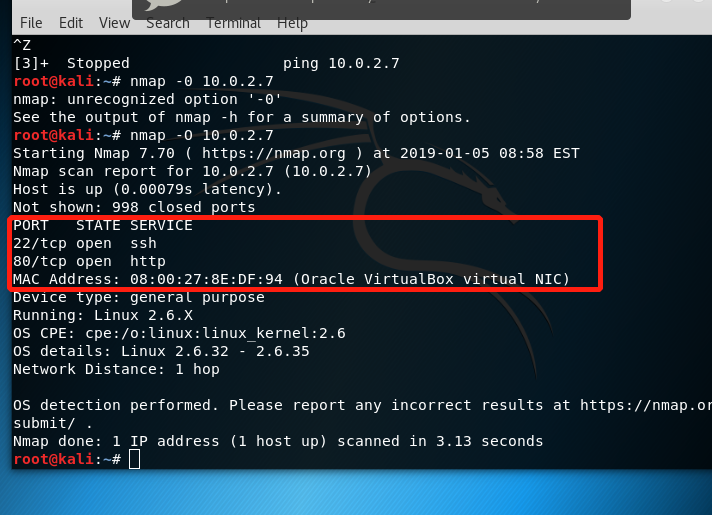 File Edit View Search Terminal Help
^Z
[3]+  Stopped                 ping 10.0.2.7
root@kali:~# nmap -0 10.0.2.7
nmap: unrecognized option '-0'
See the output of nmap -h for a summary of options.
root@kali:~# nmap -O 10.0.2.7
Starting Nmap 7.70 ( https://nmap.org ) at 2019-01-05 08:58 EST
Nmap scan report for 10.0.2.7 (10.0.2.7)
Host is up (0.00079s latency).
Not shown: 998 closed ports
PORT   STATE SERVICE
22/tcp open  ssh
80/tcp open  http
MAC Address: 08:00:27:8E:DF:94 (Oracle VirtualBox virtual NIC)
Device type: general purpose
Running: Linux 2.6.X
OS CPE: cpe:/o:linux:linux_kernel:2.6
OS details: Linux 2.6.32 - 2.6.35
Network Distance: 1 hop

OS detection performed. Please report any incorrect results at https://nmap.or
submit/ .
Nmap done: 1 IP address (1 host up) scanned in 3.13 seconds
root@kali:~#